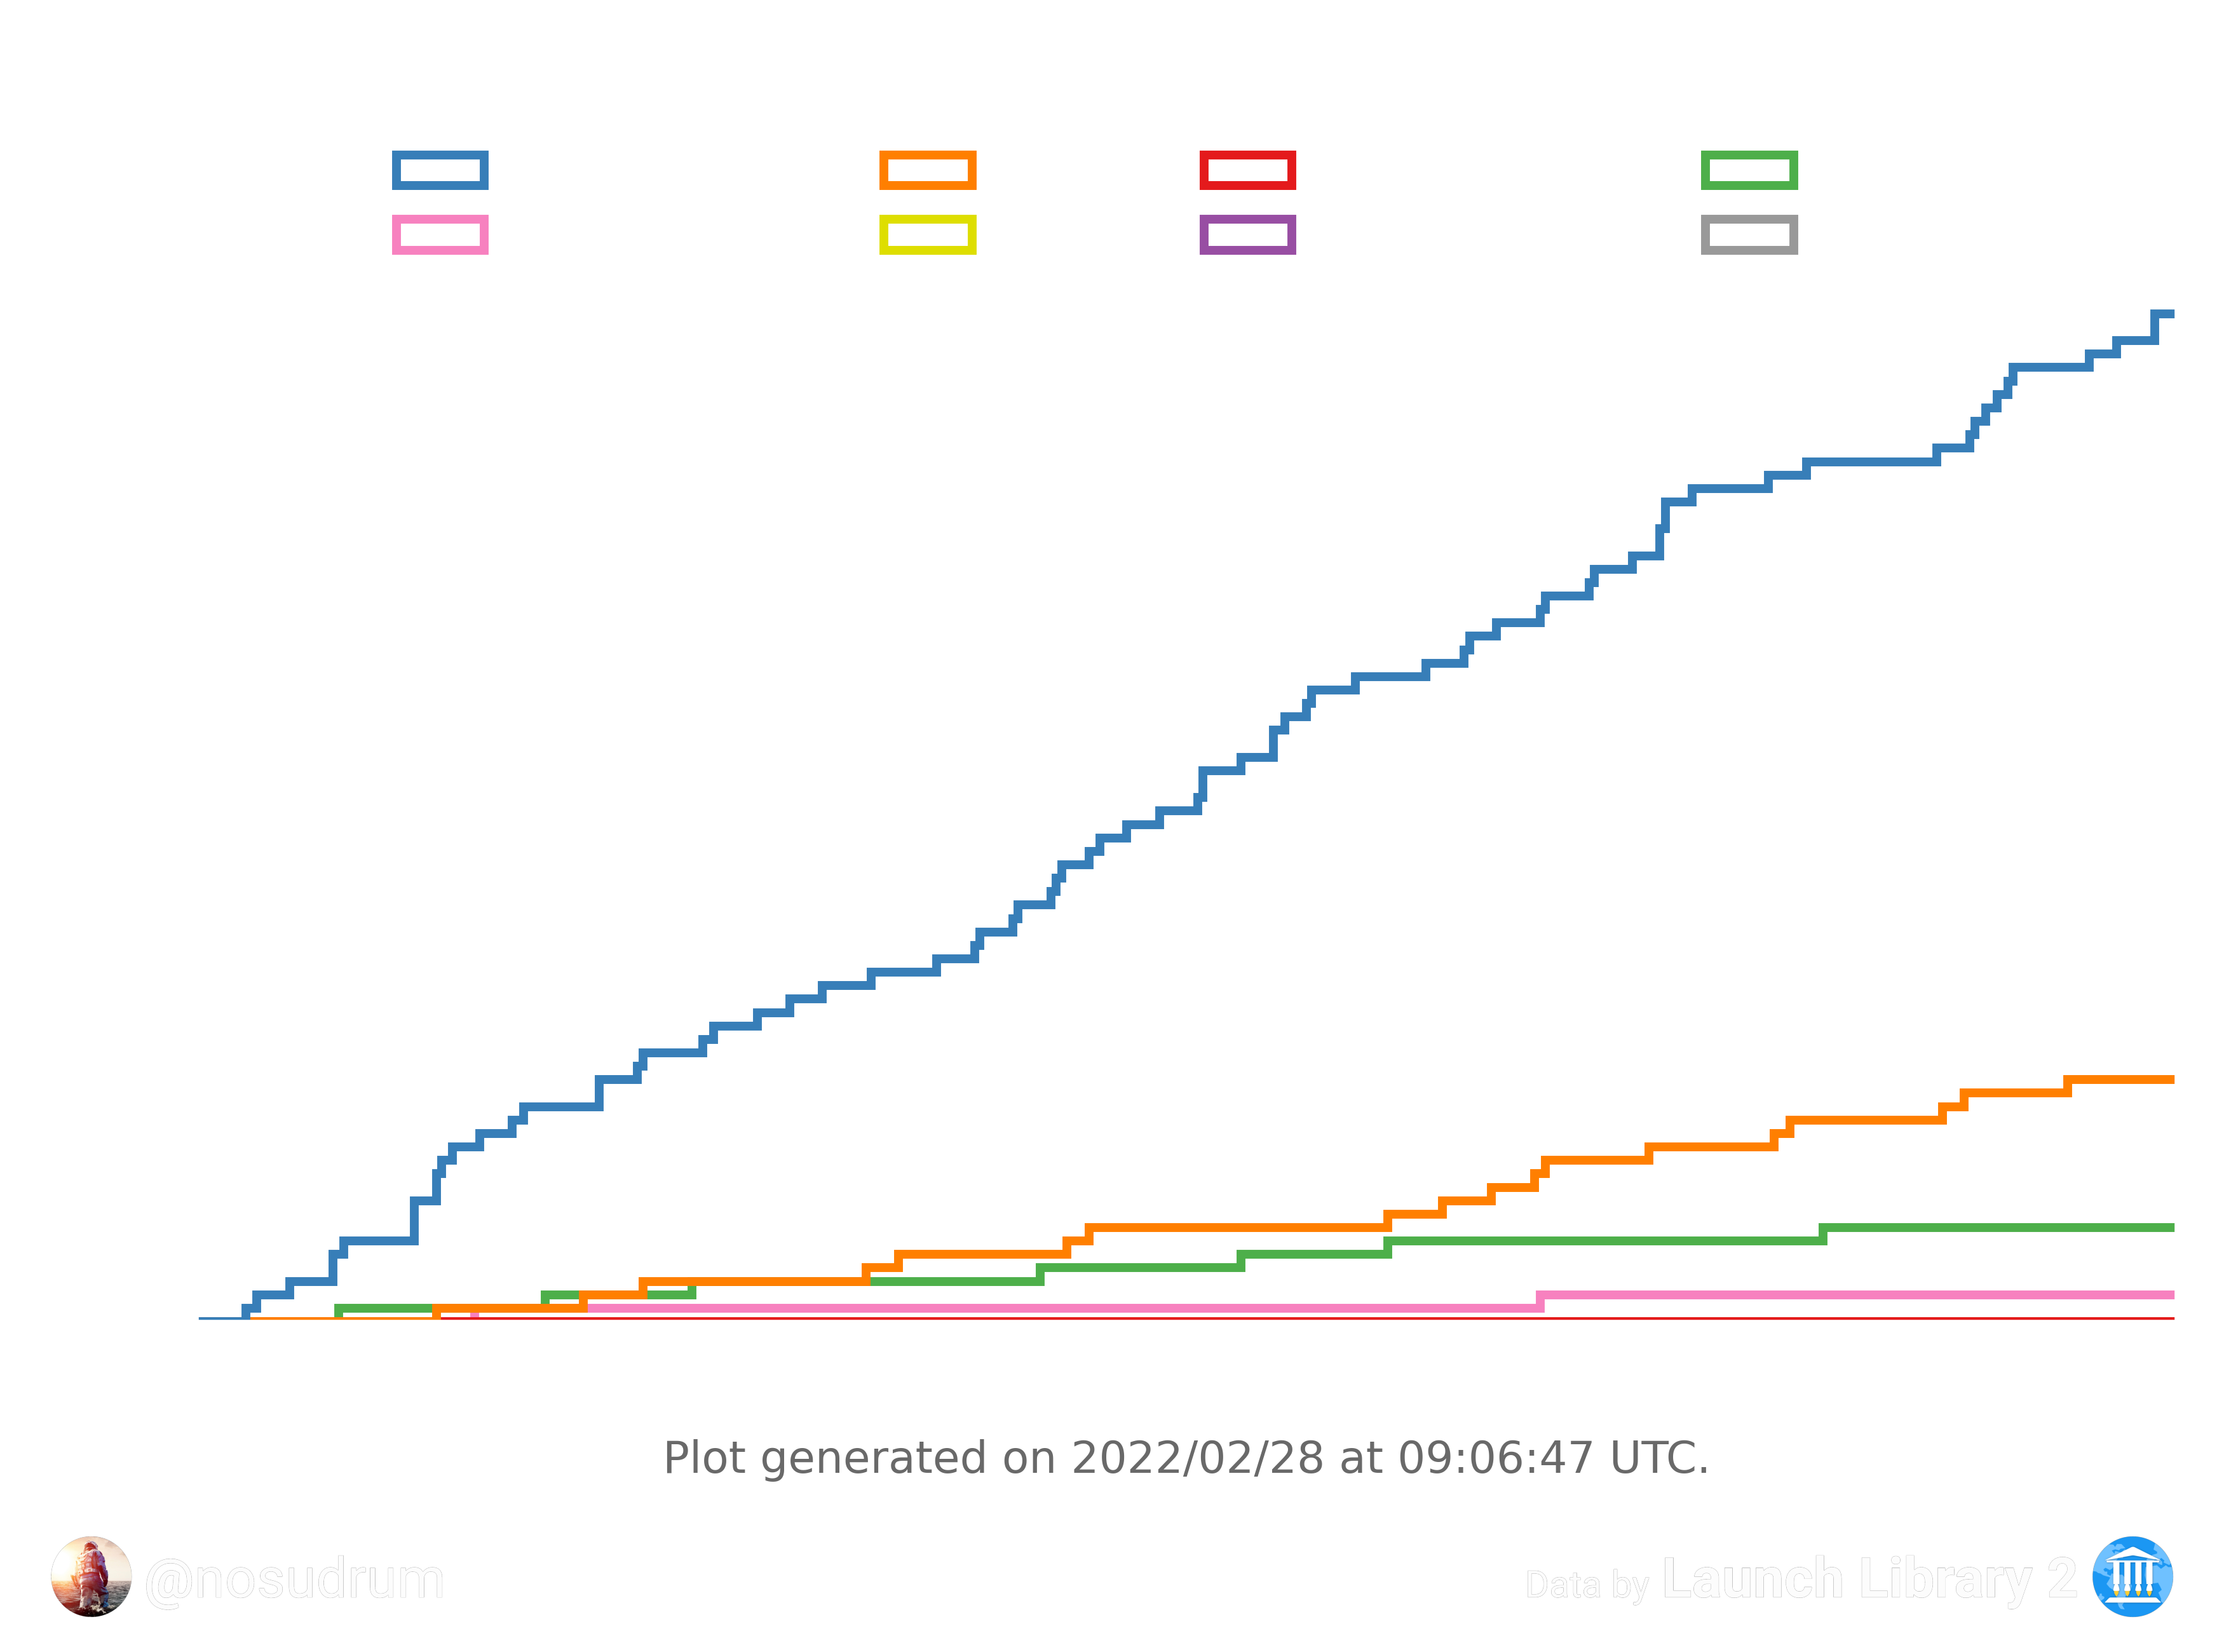 Plot generated on 2022/02/28 at 09:06:47 UTC.
@nosudrum
Data by Launch Library 2